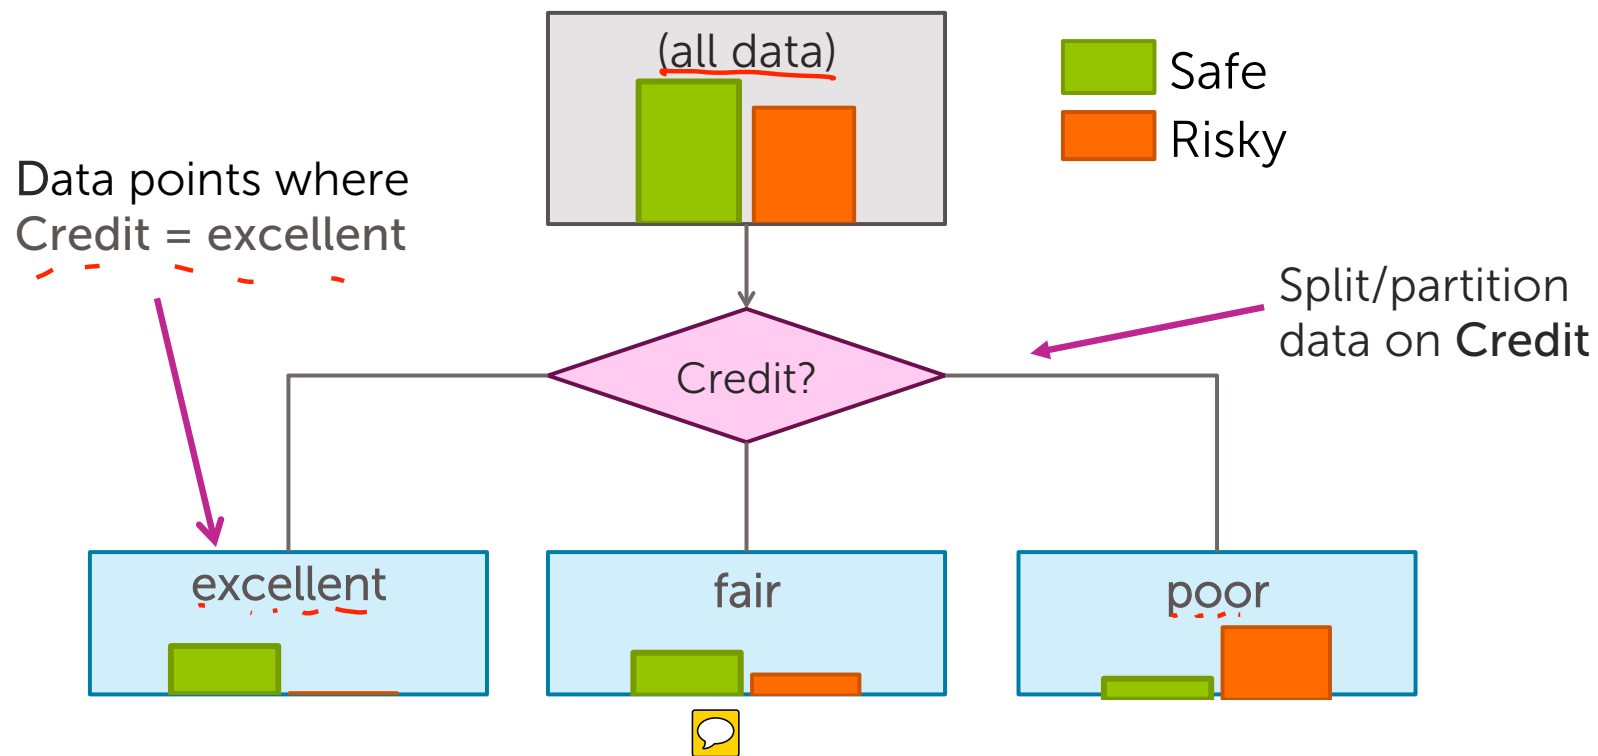 (all data)
Safe
Risky
Data points where
Credit = excellent
Split/partition
data on Credit
Credit?
excellent
fair
poor